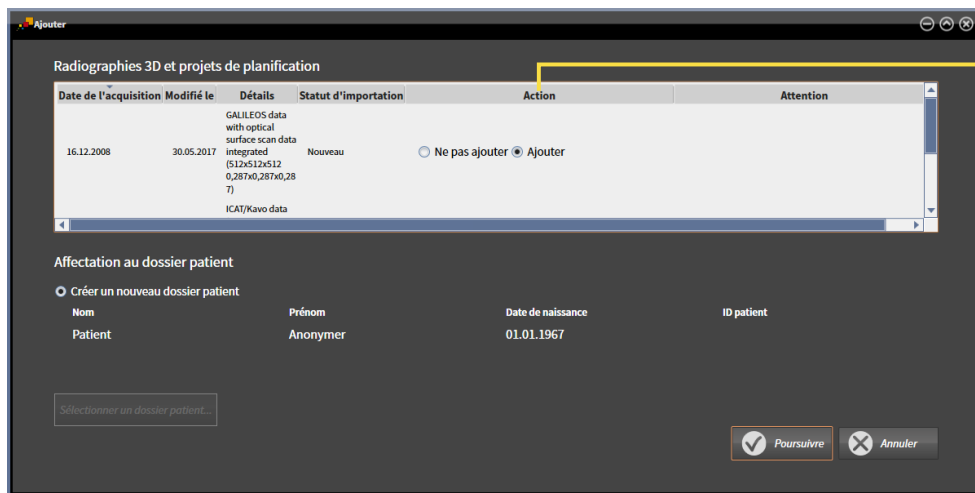 Ajouter
Radiographies 3D et projets de planification
Date de l'acquisition Modifié le Détails Statut d'importation Action Attention
GALILEOS data
with optical
surface scan data
16.12.2008 30.05.2017 integrated Nouveau Ne pas ajouter Ajouter
(512x512x512
0,287x0,287x0,28
7)
ICAT/Kavo data
Affectation au dossier patient
Créer un nouveau dossier patient
Nom Prénom Date de naissance ID patient
Patient Anonymer 01.01.1967
Sélectionner un dossier patient...
Poursuivre Annuler